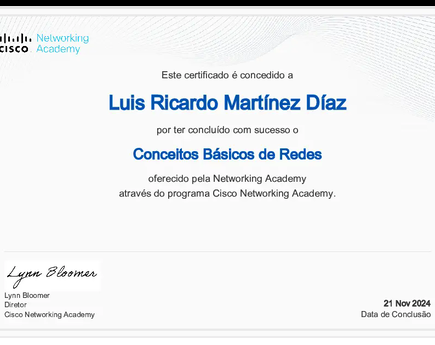 CISCO
Networking
Academy
Este certificado é concedido a
Luis Ricardo Martínez Díaz
por ter concluído com sucesso o
Conceitos Básicos de Redes
oferecido pela Networking Academy
através do programa Cisco Networking Academy.
Lynn Bloomer
Lynn Bloomer
Diretor
Cisco Networking Academy
21 Nov 2024
Data de Conclusão